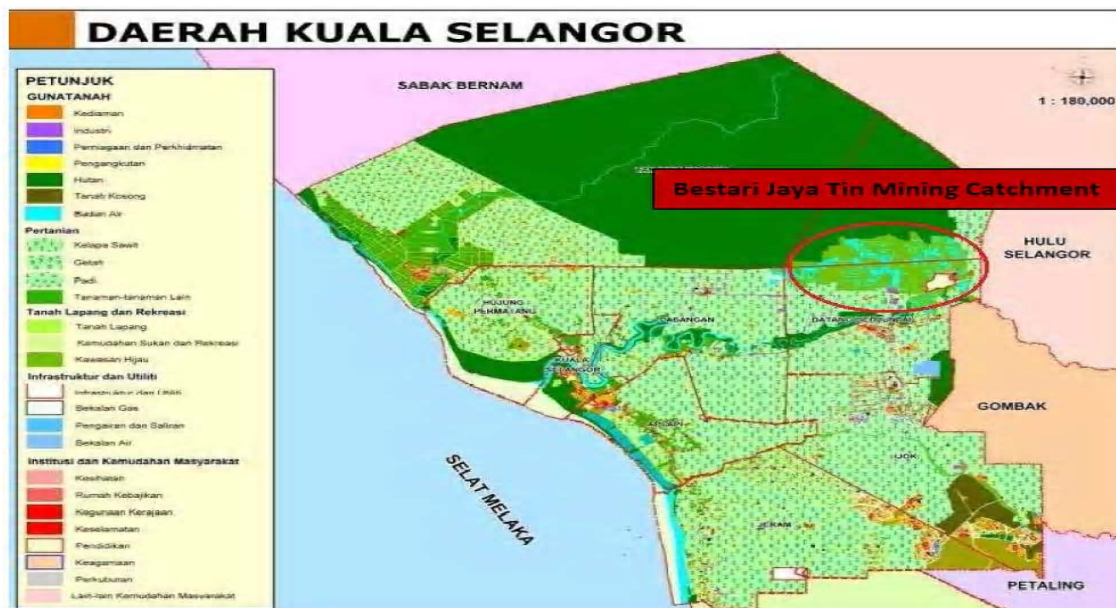 DAERAH KUALA SELANGOR
PETUNJUK
GUNATANAH
Kediaman
Industri
Perniagaan dan Perkhidmatan
Pengangkutan
Hutan
Tanah Kosong
Badan Air
Pertanian
Kelapa Sawit
Getah
Padi
Tanaman-tanaman Lain
Tanah Lapang dan Rekreasi
Tanah Lapang
Kemudahan Sukan dan Rekreasi
Kawasan Hijau
Infrastruktur dan Utiliti
Infrastruktur dan Utiliti
Bekalan Gas
Pengairan dan Saliran
Bekalan Air
Institusi dan Kemudahan Masyarakat
Kesihatan
Rumah Kebajikan
Kegunaan Kerajaan
Keselamatan
Pendidikan
Keagamaan
Perkuburan
Lain-lain Kemudahan Masyarakat
SABAK BERNAM
1 : 180,000
Bestari Jaya Tin Mining Catchment
HULU
SELANGOR
HUJUNG
PERMATANG
KUALA
SELANGOR
GOMBAK
IJOK
SELAT MELAKA
JERAM
PETALING